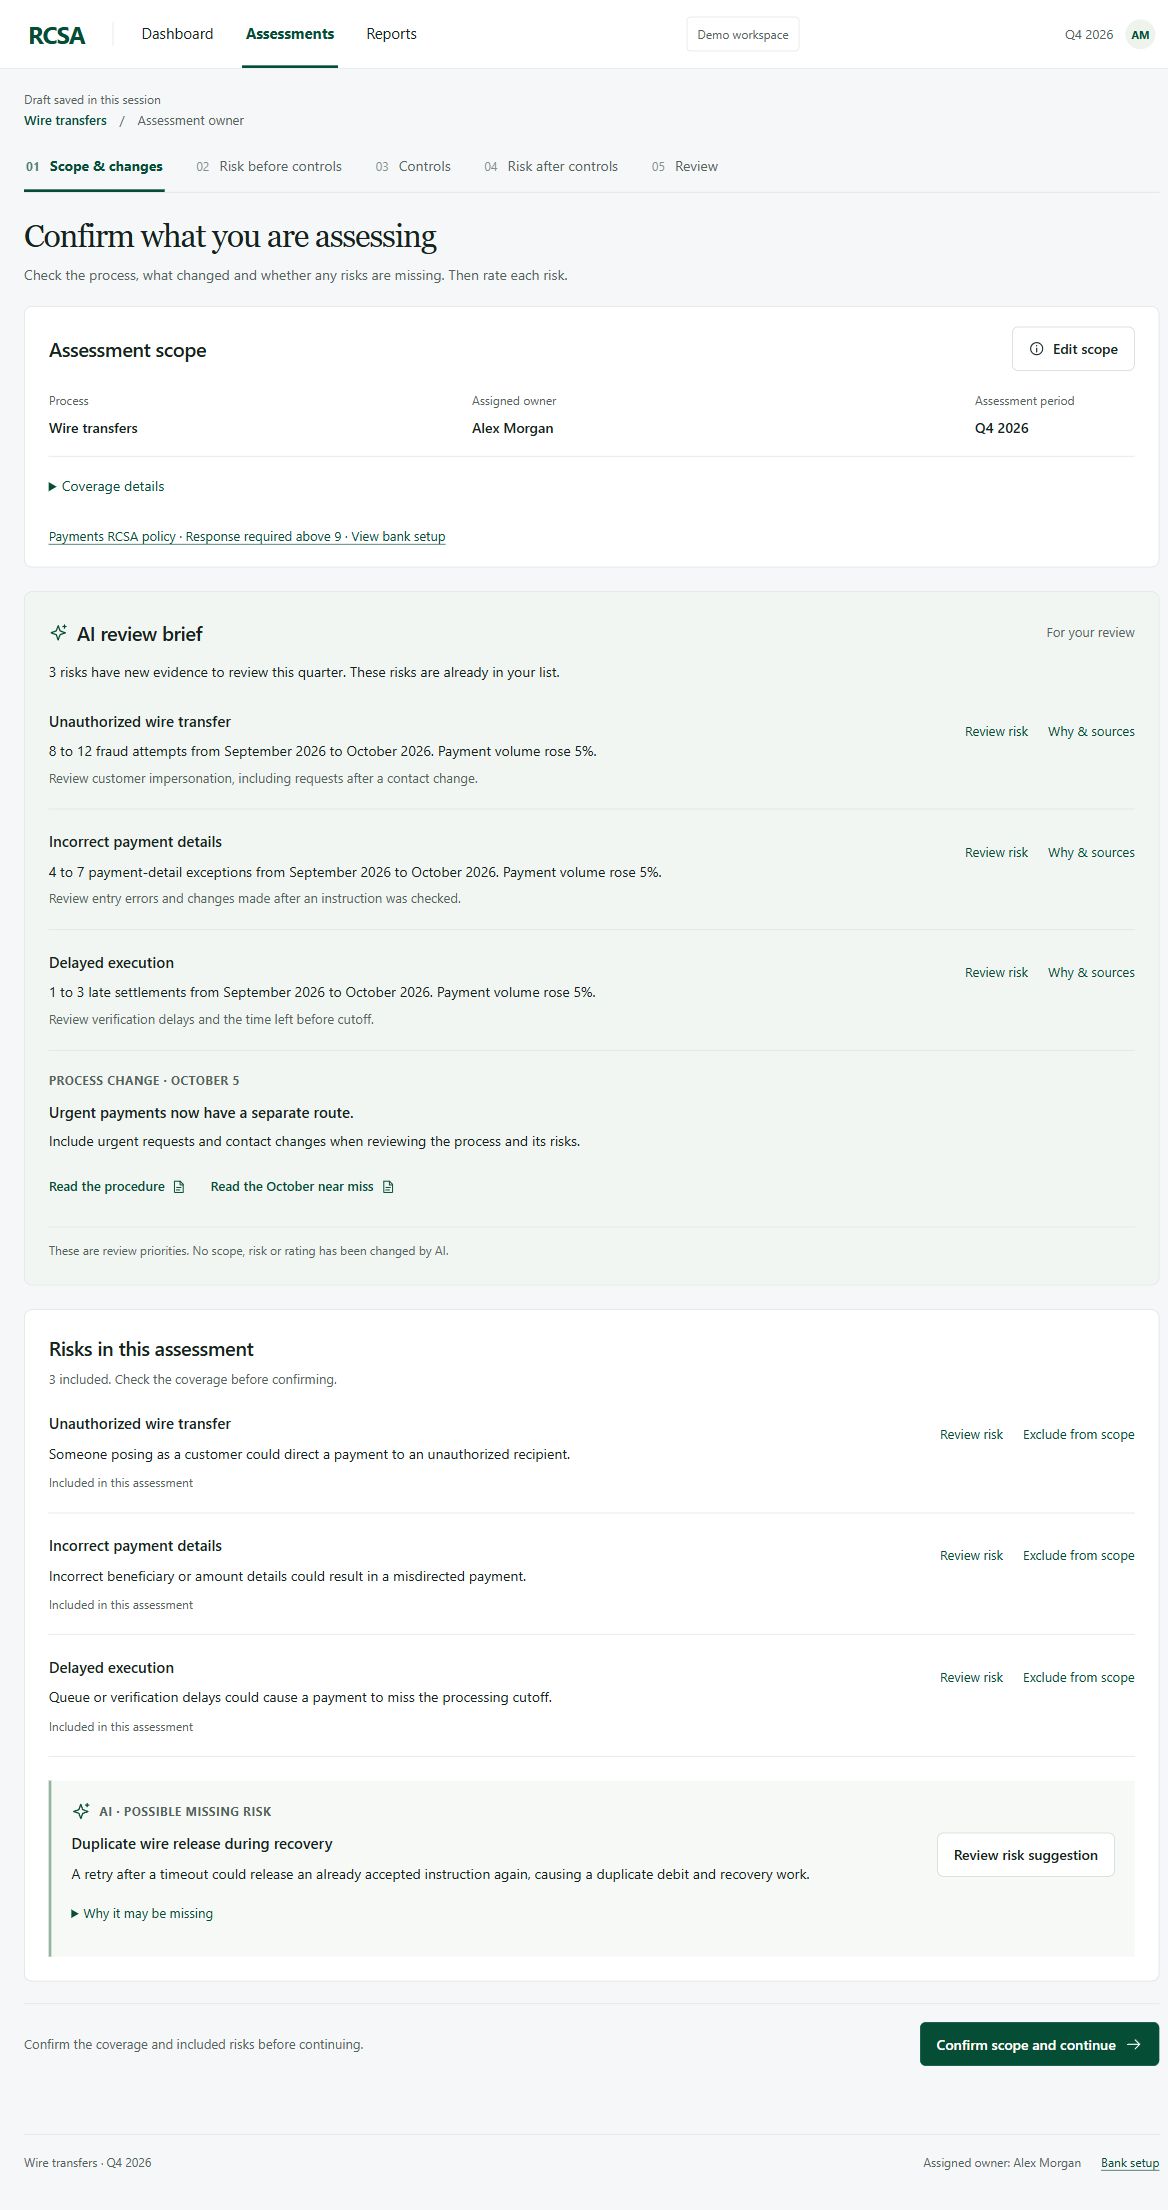 RCSA
Dashboard
Assessments
Reports
Demo workspace
Q4 2026
AM
Draft saved in this session
Wire transfers / Assessment owner
01 Scope & changes
02 Risk before controls
03 Controls
04 Risk after controls
05 Review
Confirm what you are assessing
Check the process, what changed and whether any risks are missing. Then rate each risk.
Assessment scope
Edit scope
Process
Wire transfers
Assigned owner
Alex Morgan
Assessment period
Q4 2026
Coverage details
Payments RCSA policy · Response required above 9 · View bank setup
AI review brief
For your review
3 risks have new evidence to review this quarter. These risks are already in your list.
Unauthorized wire transfer
8 to 12 fraud attempts from September 2026 to October 2026. Payment volume rose 5%.
Review customer impersonation, including requests after a contact change.
Review risk
Why & sources
Incorrect payment details
4 to 7 payment-detail exceptions from September 2026 to October 2026. Payment volume rose 5%.
Review entry errors and changes made after an instruction was checked.
Review risk
Why & sources
Delayed execution
1 to 3 late settlements from September 2026 to October 2026. Payment volume rose 5%.
Review verification delays and the time left before cutoff.
Review risk
Why & sources
PROCESS CHANGE · OCTOBER 5
Urgent payments now have a separate route.
Include urgent requests and contact changes when reviewing the process and its risks.
Read the procedure
Read the October near miss
These are review priorities. No scope, risk or rating has been changed by AI.
Risks in this assessment
3 included. Check the coverage before confirming.
Unauthorized wire transfer
Someone posing as a customer could direct a payment to an unauthorized recipient.
Included in this assessment
Review risk
Exclude from scope
Incorrect payment details
Incorrect beneficiary or amount details could result in a misdirected payment.
Included in this assessment
Review risk
Exclude from scope
Delayed execution
Queue or verification delays could cause a payment to miss the processing cutoff.
Included in this assessment
Review risk
Exclude from scope
AI · POSSIBLE MISSING RISK
Duplicate wire release during recovery
A retry after a timeout could release an already accepted instruction again, causing a duplicate debit and recovery work.
Review risk suggestion
Why it may be missing
Confirm the coverage and included risks before continuing.
Confirm scope and continue
Wire transfers · Q4 2026
Assigned owner: Alex Morgan
Bank setup